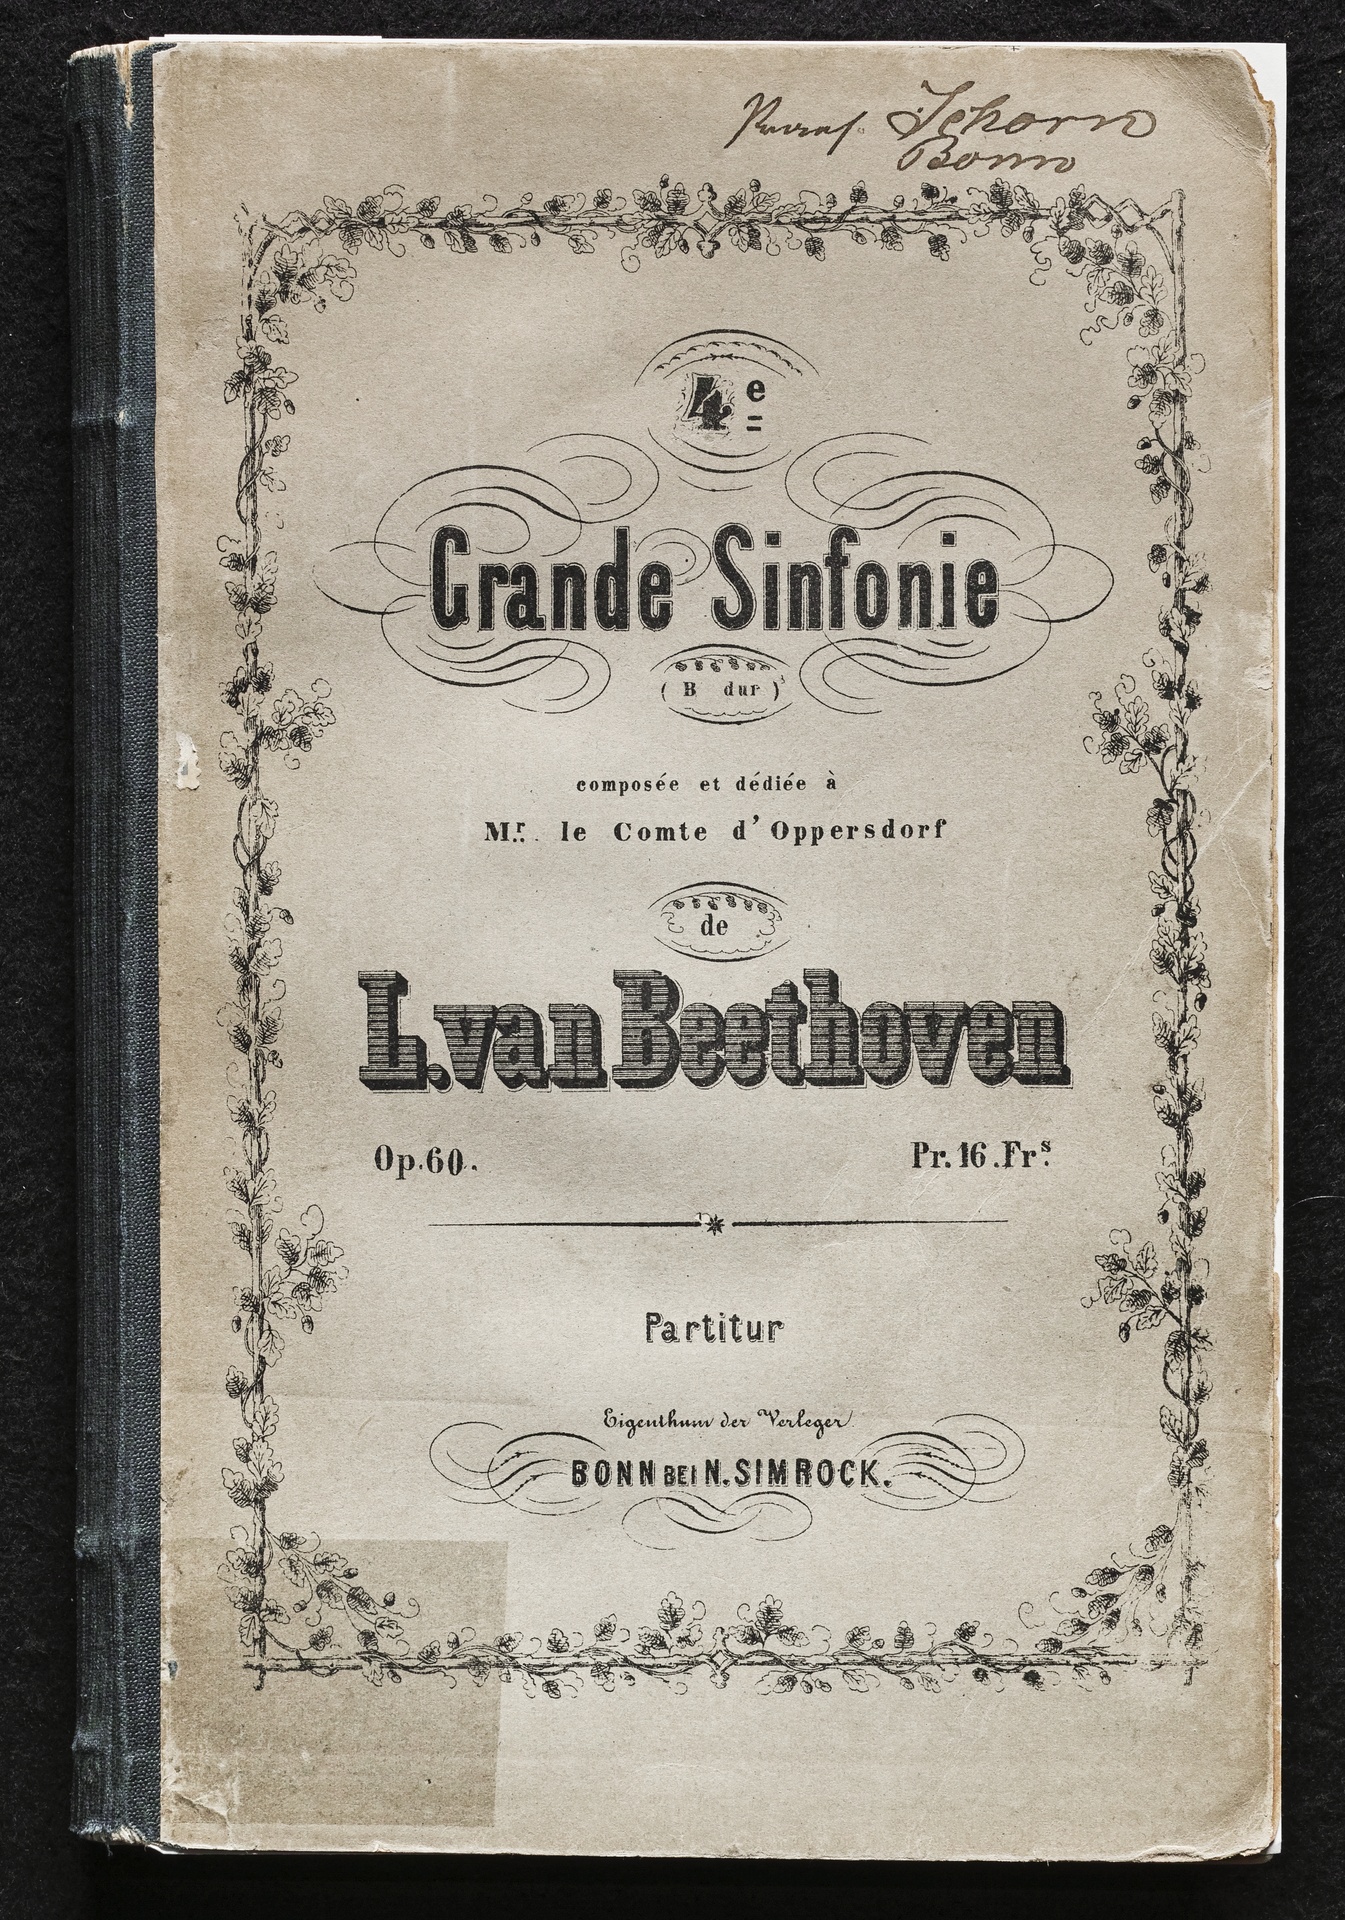 Schorn
Bonn
4e
Grande Sinfonie
( B dur )
composée et dédiée à
Mr. le Comte d'Oppersdorf
de
L. van Beethoven
Op. 60.
Pr. 16. Frs.
Partitur
Eigenthum der Verleger
BONN BEI N. SIMROCK.